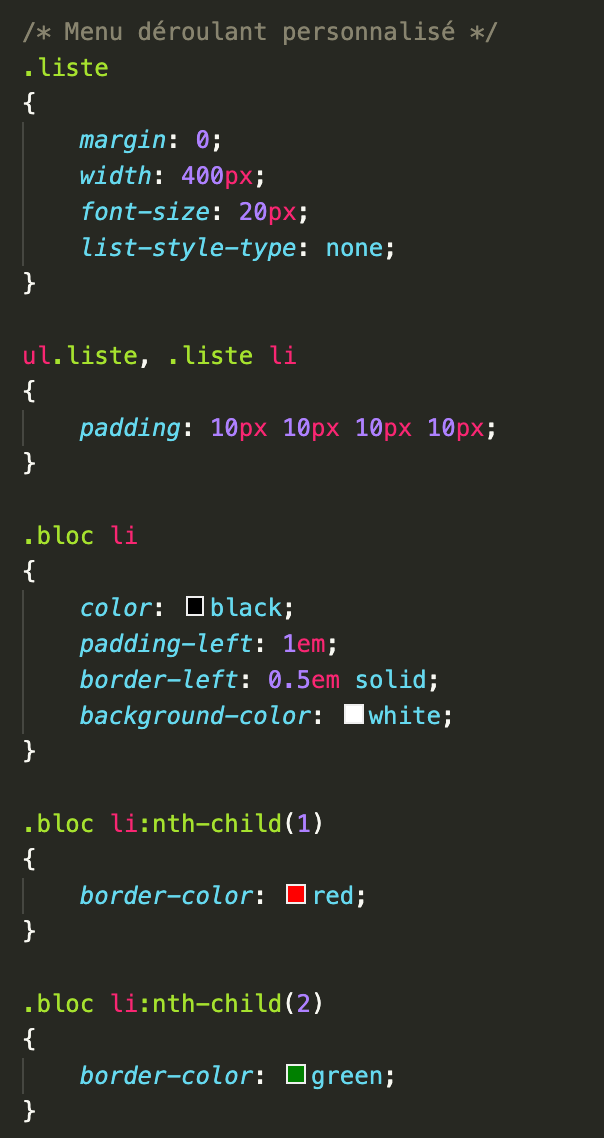 /* Menu déroulant personnalisé */
.liste
{
margin: 0;
width: 400px;
font-size: 20px;
list-style-type: none;
}
ul.liste, .liste li
{
padding: 10px 10px 10px 10px;
}
.bloc li
{
color: black;
padding-left: 1em;
border-left: 0.5em solid;
background-color: white;
}
.bloc li:nth-child(1)
{
border-color: red;
}
.bloc li:nth-child(2)
{
border-color: green;
}